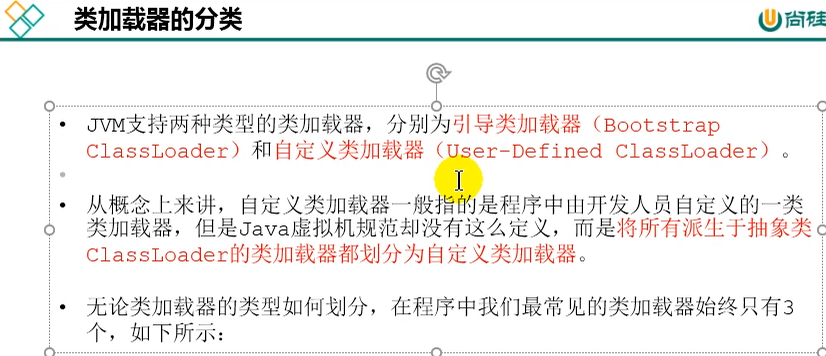 类加载器的分类
尚硅
• JVM支持两种类型的类加载器，分别为引导类加载器（Bootstrap
ClassLoader）和自定义类加载器（User-Defined ClassLoader）。
• 从概念上来讲，自定义类加载器一般指的是程序中由开发人员自定义的一类
类加载器，但是Java虚拟机规范却没有这么定义，而是将所有派生于抽象类
ClassLoader的类加载器都划分为自定义类加载器。
• 无论类加载器的类型如何划分，在程序中我们最常见的类加载器始终只有3
个，如下所示：